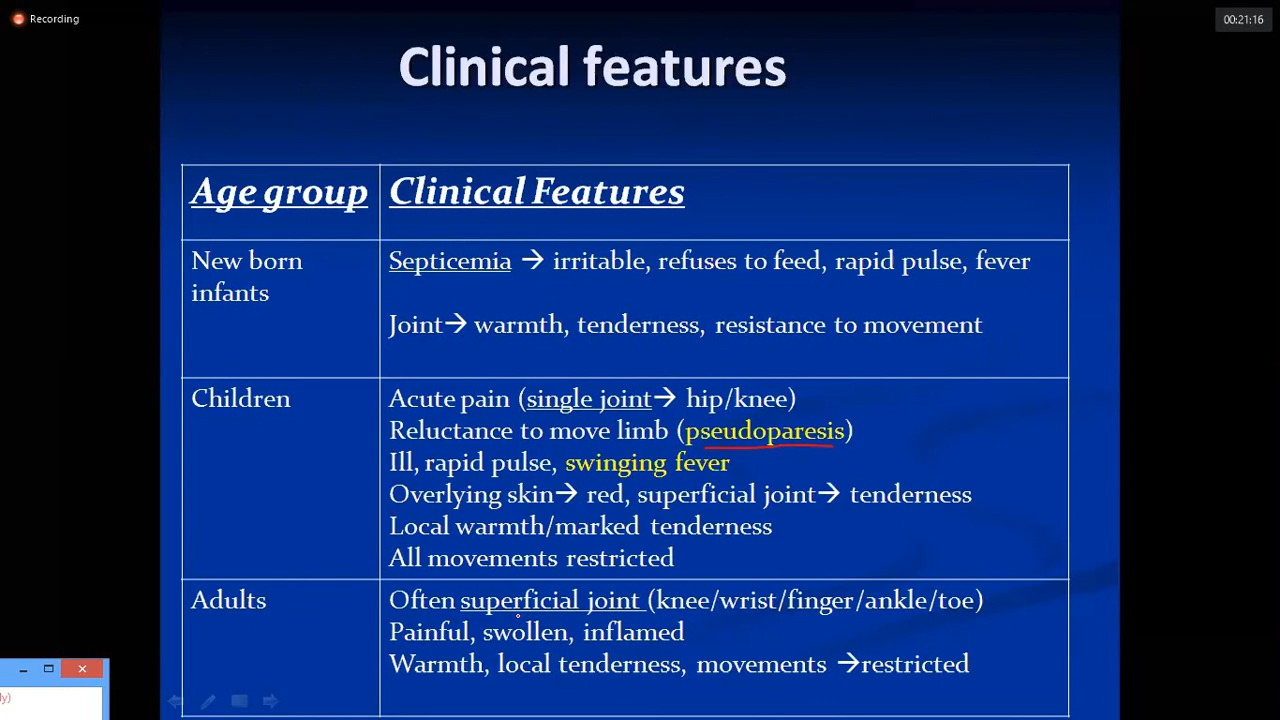 Recording
00:21:16
Clinical features
Age group
Clinical Features
New born
infants
Septicemia → irritable, refuses to feed, rapid pulse, fever
Joint→ warmth, tenderness, resistance to movement
Children
Acute pain (single joint→ hip/knee)
Reluctance to move limb (pseudoparesis)
Ill, rapid pulse, swinging fever
Overlying skin→ red, superficial joint→ tenderness
Local warmth/marked tenderness
All movements restricted
Adults
Often superficial joint (knee/wrist/finger/ankle/toe)
Painful, swollen, inflamed
Warmth, local tenderness, movements →restricted